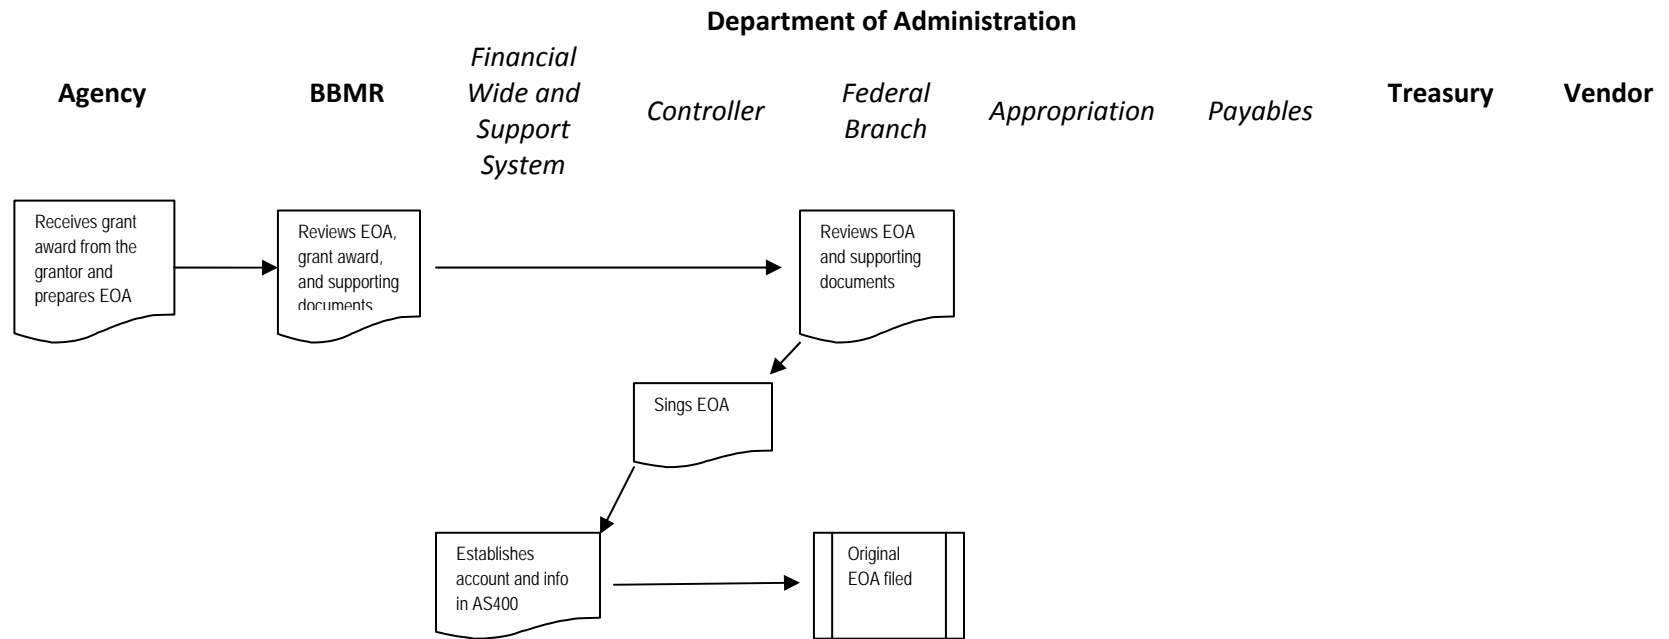 Department of Administration
Agency
BBMR
Financial
Wide and
Support
System
Controller
Federal
Branch
Appropriation
Payables
Treasury
Vendor
Receives grant
award from the
grantor and
prepares EOA
Reviews EOA,
grant award,
and supporting
documents
Reviews EOA
and supporting
documents
Sings EOA
Establishes
account and info
in AS400
Original
EOA filed